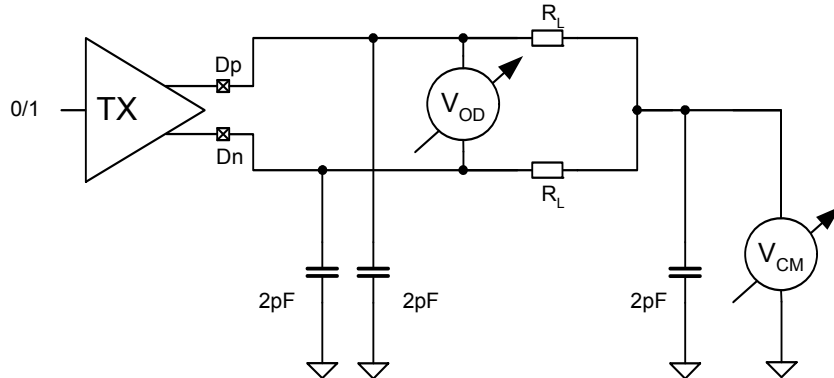 R_L
Dp
0/1 TX
V_OD
Dn
R_L
V_CM
2pF 2pF 2pF